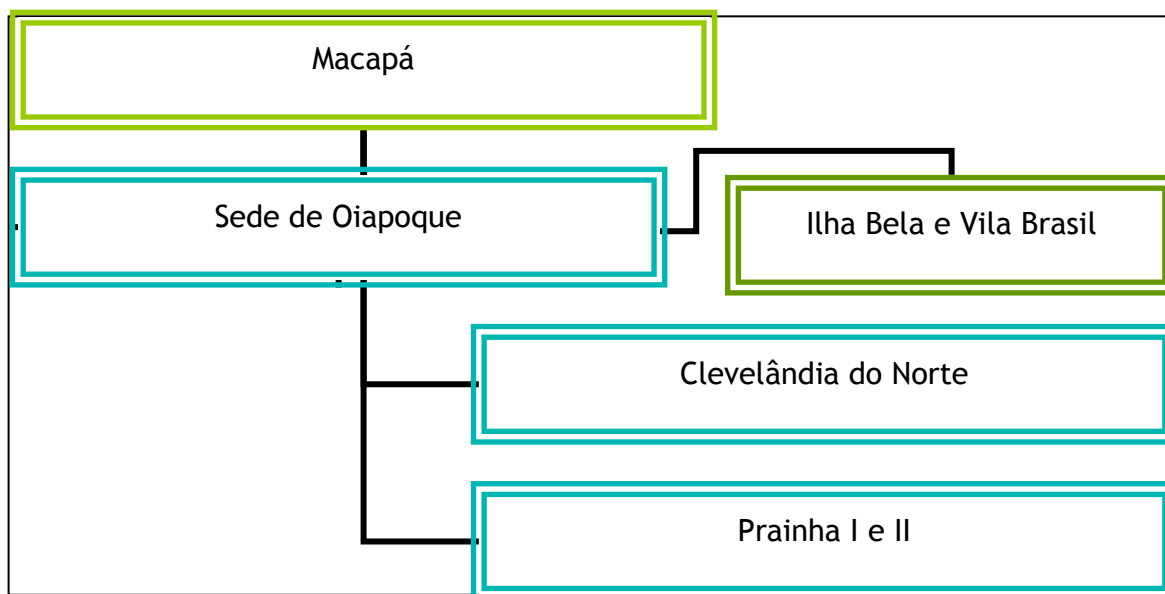 Macapá
Sede de Oiapoque
Ilha Bela e Vila Brasil
Clevelândia do Norte
Prainha I e II